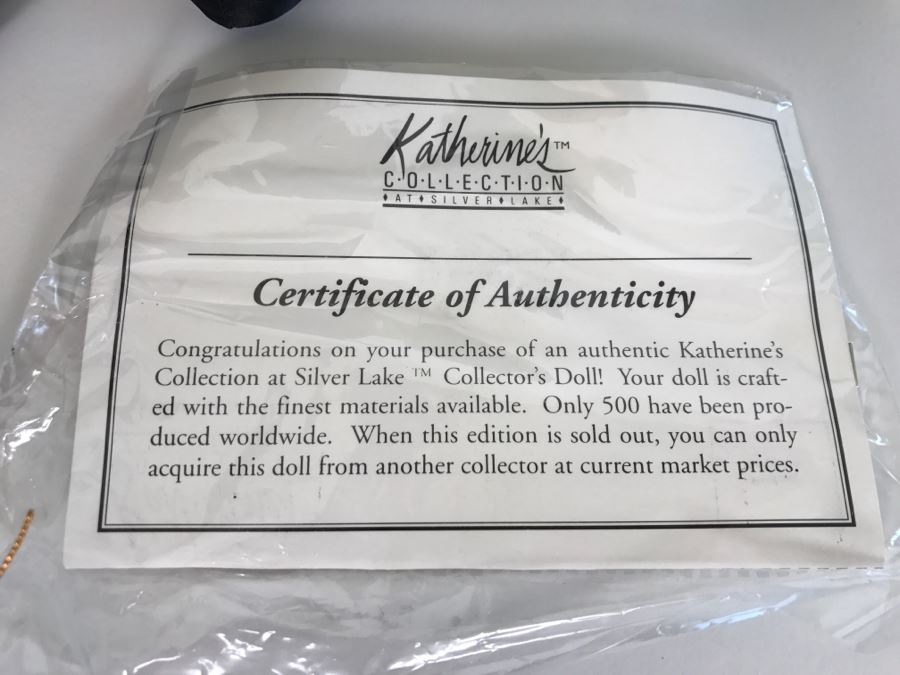 Katherine's™
C·O·L·L·E·C·T·I·O·N
♦AT♦SILVER♦LAKE♦
Certificate of Authenticity
Congratulations on your purchase of an authentic Katherine's
Collection at Silver Lake ™ Collector's Doll! Your doll is craft-
ed with the finest materials available. Only 500 have been pro-
duced worldwide. When this edition is sold out, you can only
acquire this doll from another collector at current market prices.